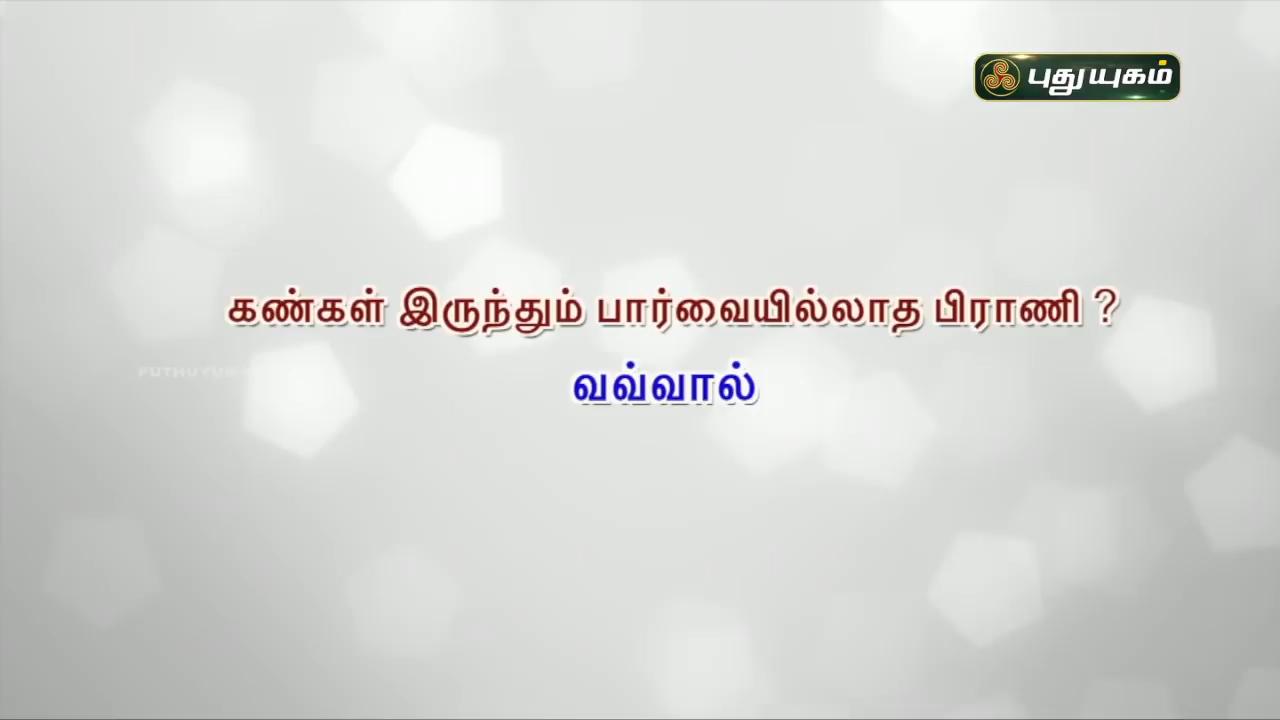 புதுயுகம்
கண்கள் இருந்தும் பார்வையில்லாத பிராணி ?
வவ்வால்